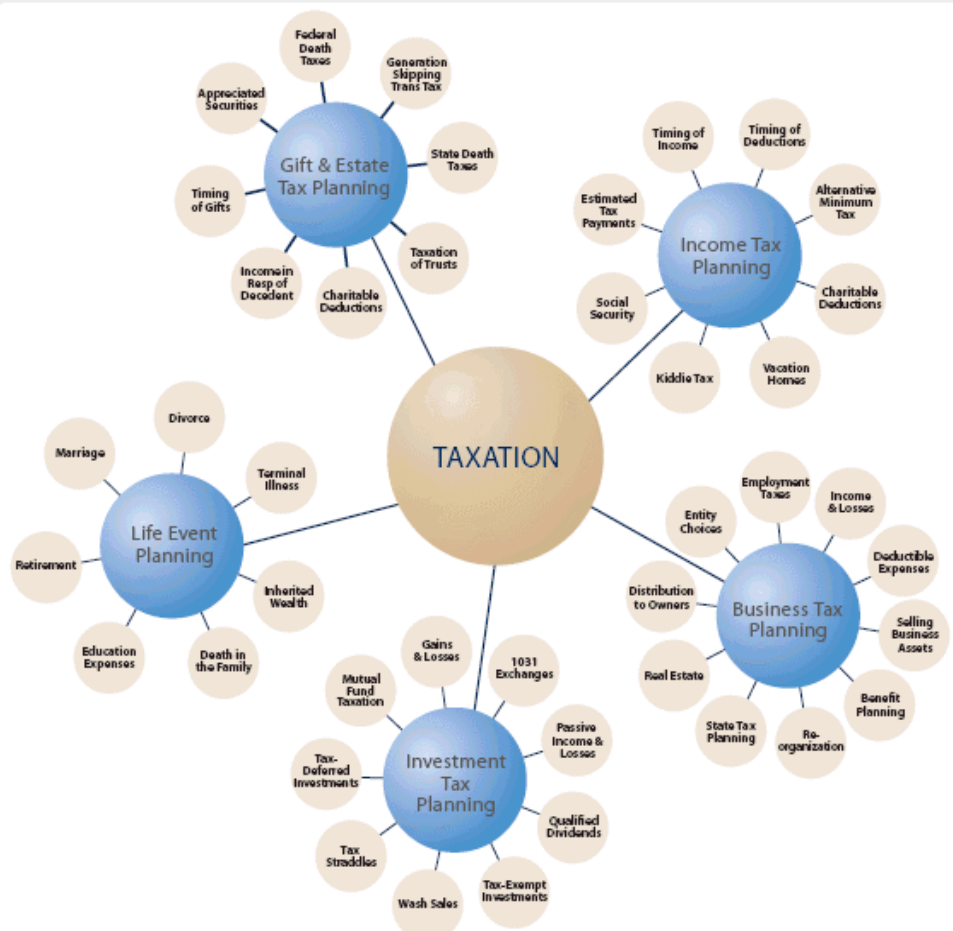 Federal
Death
Taxes
Generation
Skipping
Trans Tax
Appreciated
Securities
State Death
Taxes
Gift & Estate
Tax Planning
Timing
of Gifts
Taxation
of Trusts
Income in
Resp of
Decedent
Charitable
Deductions
Timing of
Income
Timing of
Deductions
Estimated
Tax
Payments
Alternative
Minimum
Tax
Income Tax
Planning
Social
Security
Charitable
Deductions
Kiddie Tax
Vacation
Homes
TAXATION
Divorce
Marriage
Terminal
Illness
Life Event
Planning
Retirement
Inherited
Wealth
Education
Expenses
Death in
the Family
Employment
Taxes
Income
& Losses
Entity
Choices
Deductible
Expenses
Distribution
to Owners
Business Tax
Planning
Selling
Business
Assets
Real Estate
Benefit
Planning
State Tax
Planning
Re-
organization
Gains
& Losses
1031
Exchanges
Mutual
Fund
Taxation
Passive
Income &
Losses
Tax-
Deferred
Investments
Investment
Tax
Planning
Qualified
Dividends
Tax
Straddles
Wash Sales
Tax-Exempt
Investments